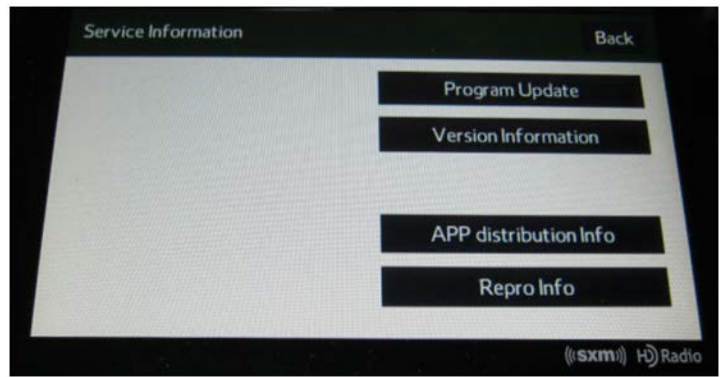 Service Information
Back
Program Update
Version Information
APP distribution Info
Repro Info
((sxm)) HD Radio